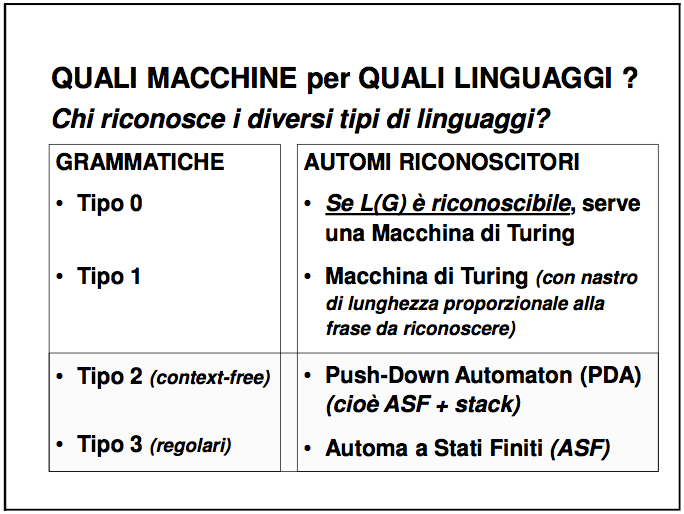 QUALI MACCHINE per QUALI LINGUAGGI ?
Chi riconosce i diversi tipi di linguaggi?
GRAMMATICHE
• Tipo 0
• Tipo 1
• Tipo 2 (context-free)
• Tipo 3 (regolari)
AUTOMI RICONOSCITORI
• Se L(G) è riconoscibile, serve
una Macchina di Turing
• Macchina di Turing (con nastro
di lunghezza proporzionale alla
frase da riconoscere)
• Push-Down Automaton (PDA)
(cioè ASF + stack)
• Automa a Stati Finiti (ASF)